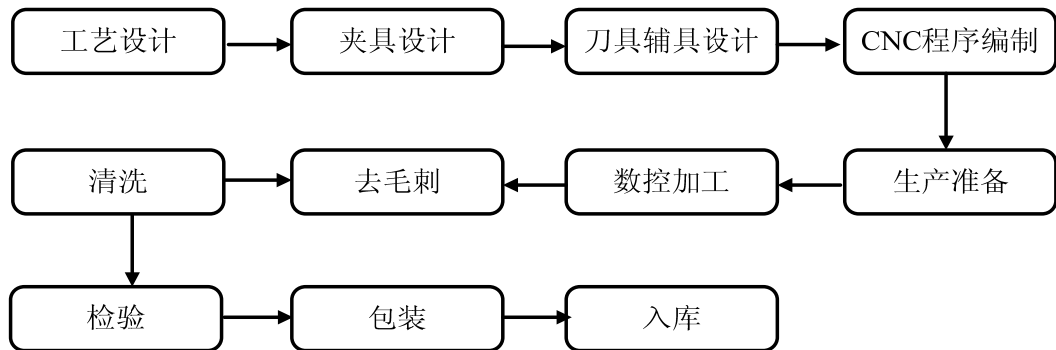 工艺设计
夹具设计
刀具辅具设计
CNC程序编制
清洗
去毛刺
数控加工
生产准备
检验
包装
入库